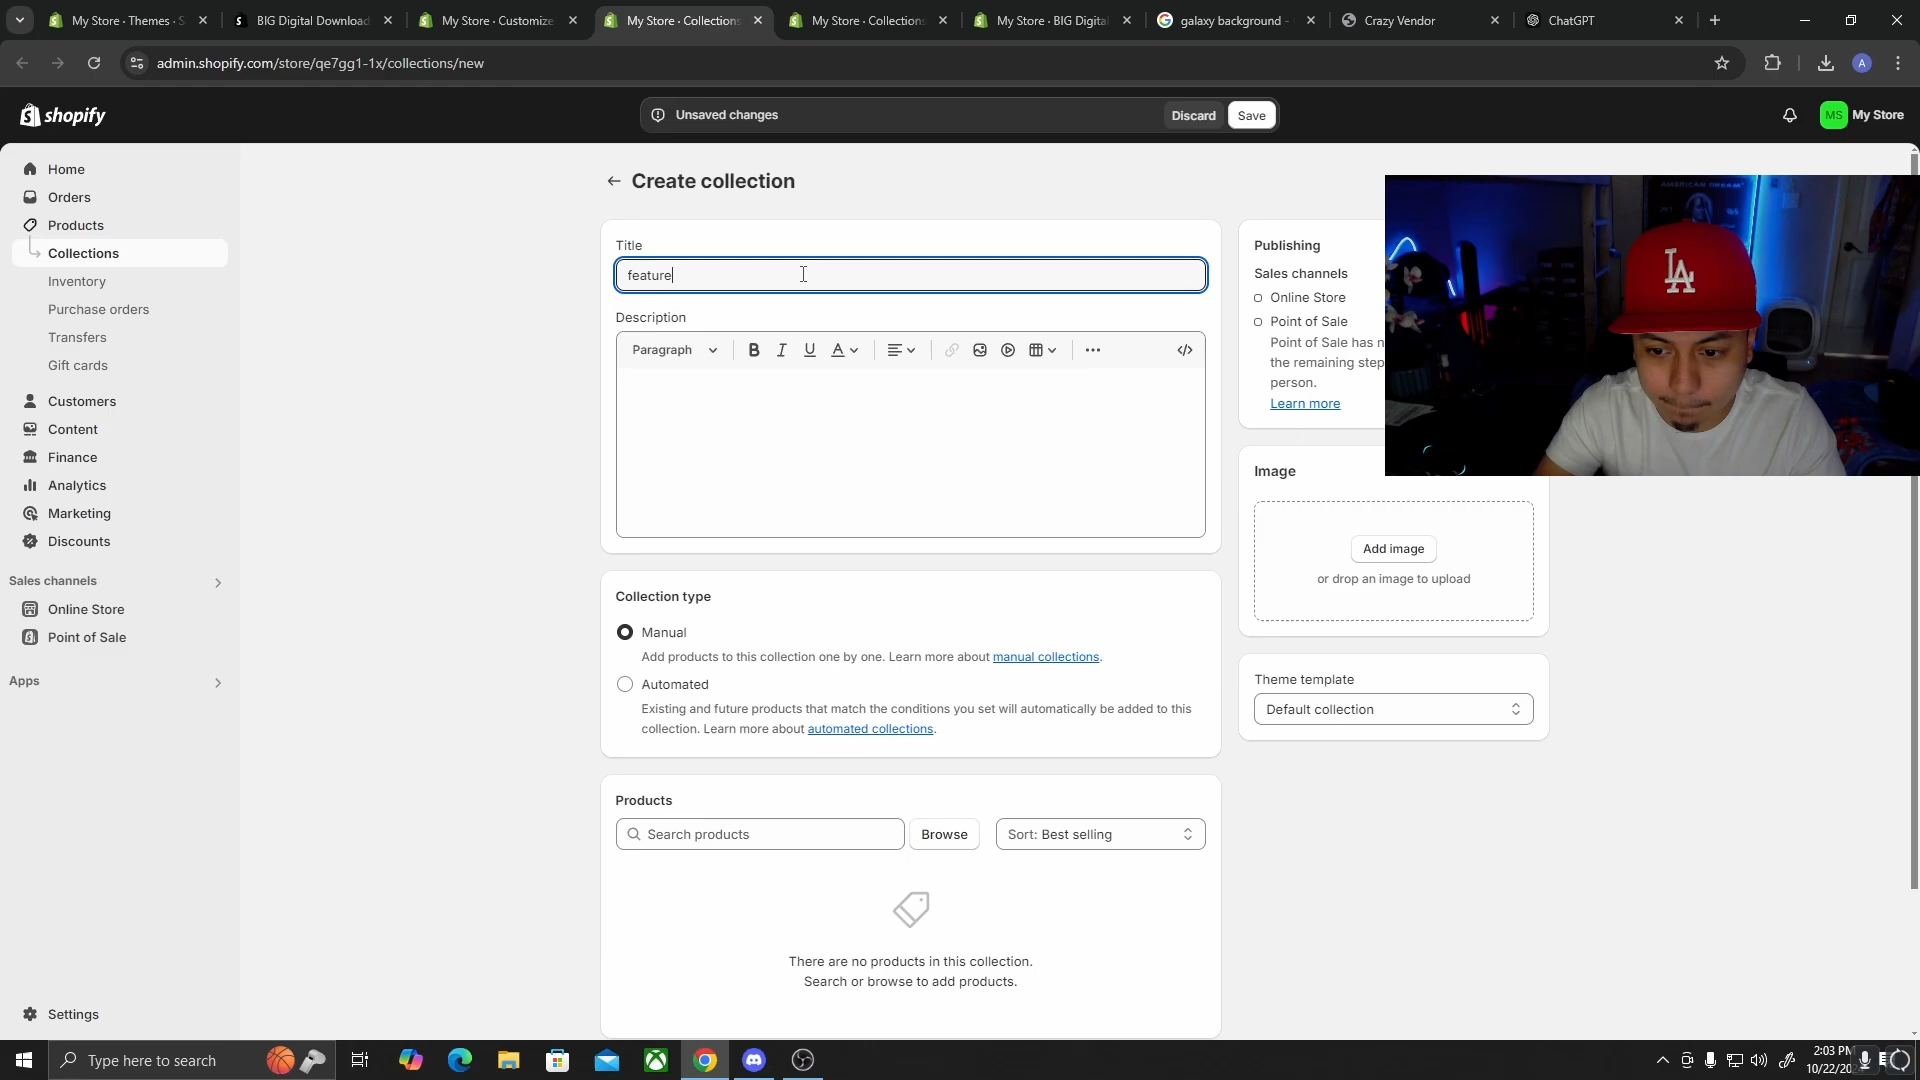 My Store · Themes · S
BIG Digital Download
My Store · Customize
My Store · Collections
My Store · Collections
My Store · BIG Digital
galaxy background -
Crazy Vendor
ChatGPT
admin.shopify.com/store/qe7gg1-1x/collections/new
A
shopify
Unsaved changes
Discard
Save
MS
My Store
Home
Orders
Products
Collections
Inventory
Purchase orders
Transfers
Gift cards
Customers
Content
Finance
Analytics
Marketing
Discounts
Sales channels
Online Store
Point of Sale
Apps
Settings
Create collection
Title
feature
Description
Paragraph
B I U A
Collection type
Manual
Add products to this collection one by one. Learn more about manual collections.
Automated
Existing and future products that match the conditions you set will automatically be added to this
collection. Learn more about automated collections.
Products
Search products
Browse
Sort: Best selling
There are no products in this collection.
Search or browse to add products.
Publishing
Sales channels
Online Store
Point of Sale
Point of Sale has n
the remaining step
person.
Learn more
AMERICAN DREAM
LA
Image
Add image
or drop an image to upload
Theme template
Default collection
Type here to search
2:03 PM
10/22/20